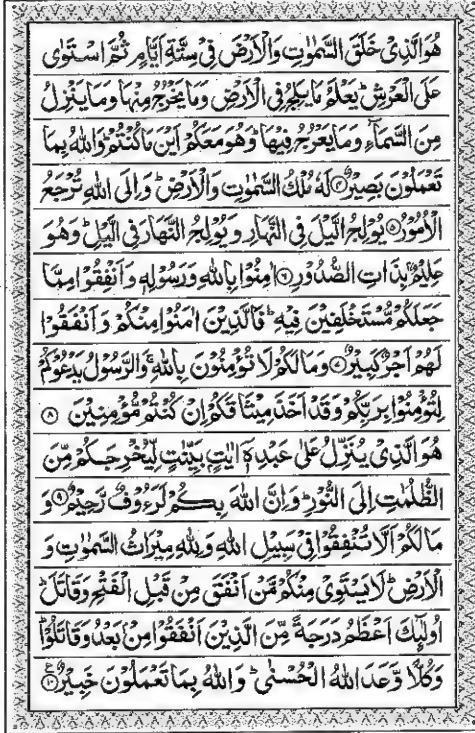 هُوَ الَّذِیْ خَلَقَ السَّمٰوٰتِ وَالْاَرْضَ فِیْ سِتَّةِ اَیَّامٍ ثُمَّ اسْتَوٰی
عَلَی الْعَرْشِ ؕ یَعْلَمُ مَا یَلِجُ فِی الْاَرْضِ وَمَا یَخْرُجُ مِنْهَا وَمَا یَنْزِلُ
مِنَ السَّمَآءِ وَمَا یَعْرُجُ فِیْهَا ؕ وَهُوَ مَعَكُمْ اَیْنَ مَا كُنْتُمْ ؕ وَاللّٰهُ بِمَا
تَعْمَلُوْنَ بَصِیْرٌ ۝۴ لَهٗ مُلْكُ السَّمٰوٰتِ وَالْاَرْضِ ؕ وَاِلَی اللّٰهِ تُرْجَعُ
الْاُمُوْرُ ۝۵ یُوْلِجُ الَّیْلَ فِی النَّهَارِ وَیُوْلِجُ النَّهَارَ فِی الَّیْلِ ؕ وَهُوَ
عَلِیْمٌۢ بِذَاتِ الصُّدُوْرِ ۝۶ اٰمِنُوْا بِاللّٰهِ وَرَسُوْلِهٖ وَاَنْفِقُوْا مِمَّا
جَعَلَكُمْ مُّسْتَخْلَفِیْنَ فِیْهِ ؕ فَالَّذِیْنَ اٰمَنُوْا مِنْكُمْ وَاَنْفَقُوْا
لَهُمْ اَجْرٌ كَبِیْرٌ ۝۷ وَمَا لَكُمْ لَا تُؤْمِنُوْنَ بِاللّٰهِ ۚ وَالرَّسُوْلُ یَدْعُوْكُمْ
لِتُؤْمِنُوْا بِرَبِّكُمْ وَقَدْ اَخَذَ مِیْثَاقَكُمْ اِنْ كُنْتُمْ مُّؤْمِنِیْنَ ۝۸
هُوَ الَّذِیْ یُنَزِّلُ عَلٰی عَبْدِهٖۤ اٰیٰتٍۭ بَیِّنٰتٍ لِّیُخْرِجَكُمْ مِّنَ
الظُّلُمٰتِ اِلَی النُّوْرِ ؕ وَاِنَّ اللّٰهَ بِكُمْ لَرَءُوْفٌ رَّحِیْمٌ ۝۹ وَ
مَا لَكُمْ اَلَّا تُنْفِقُوْا فِیْ سَبِیْلِ اللّٰهِ وَلِلّٰهِ مِیْرَاثُ السَّمٰوٰتِ وَ
الْاَرْضِ ؕ لَا یَسْتَوِیْ مِنْكُمْ مَّنْ اَنْفَقَ مِنْ قَبْلِ الْفَتْحِ وَقٰتَلَ ؕ
اُولٰٓئِكَ اَعْظَمُ دَرَجَةً مِّنَ الَّذِیْنَ اَنْفَقُوْا مِنْۢ بَعْدُ وَقٰتَلُوْا ؕ
وَكُلًّا وَّعَدَ اللّٰهُ الْحُسْنٰی ؕ وَاللّٰهُ بِمَا تَعْمَلُوْنَ خَبِیْرٌ ۝۱۰ ع